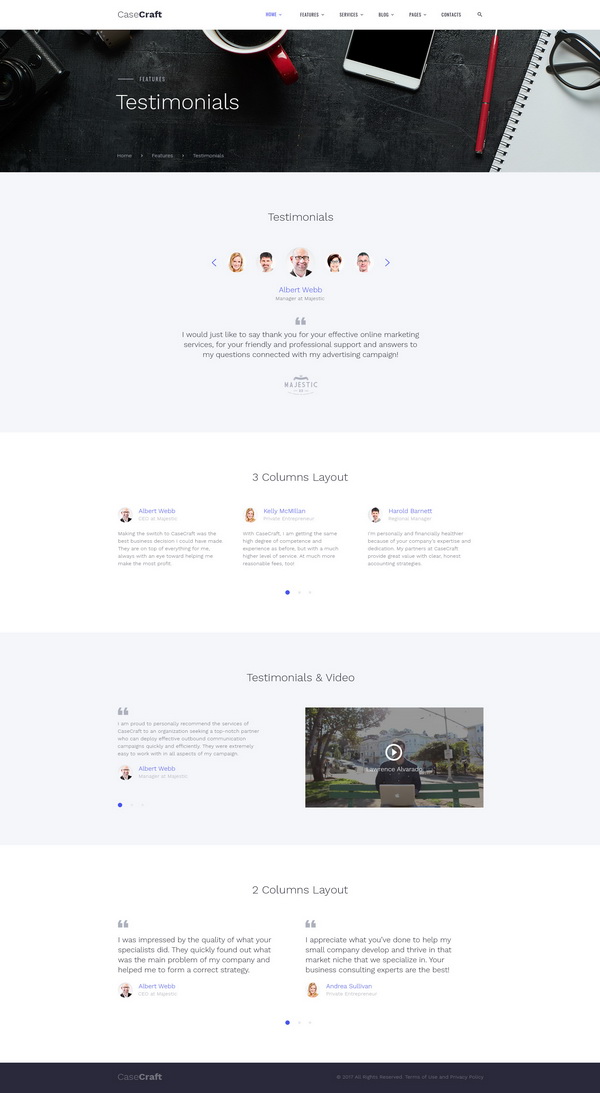 CaseCraft
HOME FEATURES SERVICES BLOG PAGES CONTACTS
FEATURES
Testimonials
Home Features Testimonials
Testimonials
Albert Webb
Manager at Majestic
I would just like to say thank you for your effective online marketing
services, for your friendly and professional support and answers to
my questions connected with my advertising campaign!
MAJESTIC
3 Columns Layout
Albert Webb
CEO at Majestic
Making the switch to CaseCraft was the
best business decision I could have made.
They are on top of everything for me,
always with an eye toward helping me
make the most profit.
Kelly McMillan
Private Entrepreneur
With CaseCraft, I am getting the same
high degree of competence and
experience as before, but with a much
higher level of service. At much more
reasonable fees, too!
Harold Barnett
Regional Manager
I'm personally and financially healthier
because of your company's expertise and
dedication. My partners at CaseCraft
provide great value with clear, honest
accounting strategies.
Testimonials & Video
I am proud to personally recommend the services of
CaseCraft to an organization seeking a top-notch partner
who can deploy effective outbound communication
campaigns quickly and efficiently. They were extremely
easy to work with in all aspects of my campaign.
Albert Webb
Manager at Majestic
Lawrence Alvarado
2 Columns Layout
I was impressed by the quality of what your
specialists did. They quickly found out what
was the main problem of my company and
helped me to form a correct strategy.
Albert Webb
CEO at Majestic
I appreciate what you've done to help my
small company develop and thrive in that
market niche that we specialize in. Your
business consulting experts are the best!
Andrea Sullivan
Private Entrepreneur
CaseCraft
© 2017 All Rights Reserved. Terms of Use and Privacy Policy